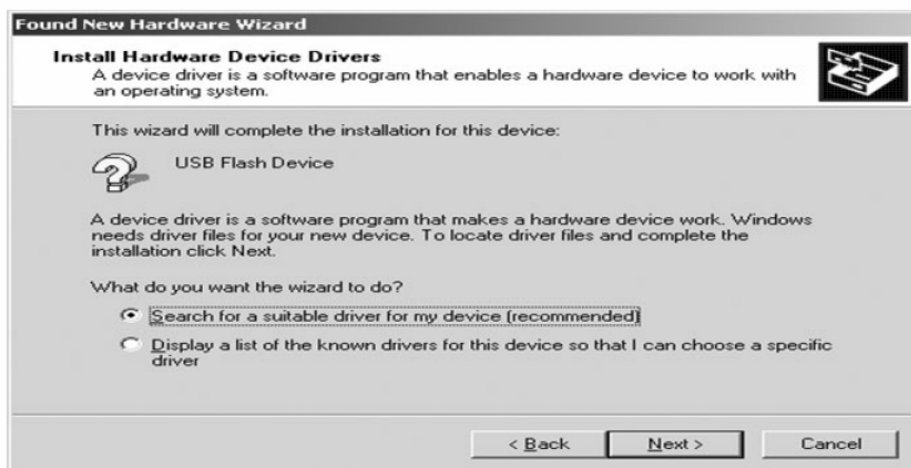 Found New Hardware Wizard
Install Hardware Device Drivers
A device driver is a software program that enables a hardware device to work with
an operating system.
This wizard will complete the installation for this device:
USB Flash Device
A device driver is a software program that makes a hardware device work. Windows
needs driver files for your new device. To locate driver files and complete the
installation click Next.
What do you want the wizard to do?
Search for a suitable driver for my device (recommended)
Display a list of the known drivers for this device so that I can choose a specific
driver
< Back Next > Cancel